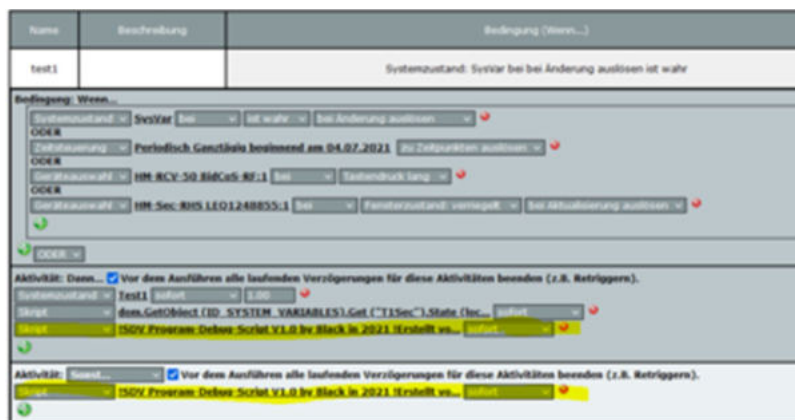 Name Beschreibung Bedingung (Wenn...)
test1 Systemzustand: SysVar bei bei Änderung auslösen ist wahr
Bedingung: Wenn...
Systemzustand SysVar bei ist wahr bei Änderung auslösen
ODER
Zeitsteuerung Periodisch Ganztägig beginnend am 04.07.2021 zu Zeitpunkten auslösen
ODER
Geräteauswahl HM-RCV-50 BidCoS-RF:1 bei Tastendruck lang
ODER
Geräteauswahl HM-Sec-RHS LEQ1248855:1 bei Fensterzustand: verriegelt bei Aktualisierung auslösen
ODER
Aktivität: Dann... Vor dem Ausführen alle laufenden Verzögerungen für diese Aktivitäten beenden (z.B. Retriggern).
Systemzustand Test1 sofort 1.00
Skript dom.GetObject (ID_SYSTEM_VARIABLES).Get ("T1Sec").State (loc... sofort
Skript !SDV Program-Debug-Script V1.0 by Black in 2021 !Erstellt vo... sofort
Aktivität: Sonst... Vor dem Ausführen alle laufenden Verzögerungen für diese Aktivitäten beenden (z.B. Retriggern).
Skript !SDV Program-Debug-Script V1.0 by Black in 2021 !Erstellt vo... sofort